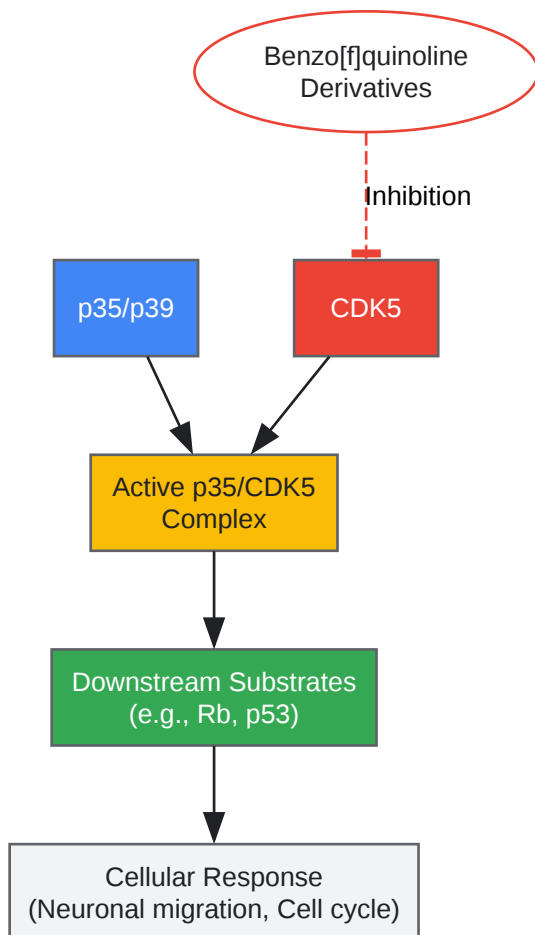 Benzo[f]quinoline
Derivatives
Inhibition
p35/p39
CDK5
Active p35/CDK5
Complex
Downstream Substrates
(e.g., Rb, p53)
Cellular Response
(Neuronal migration, Cell cycle)